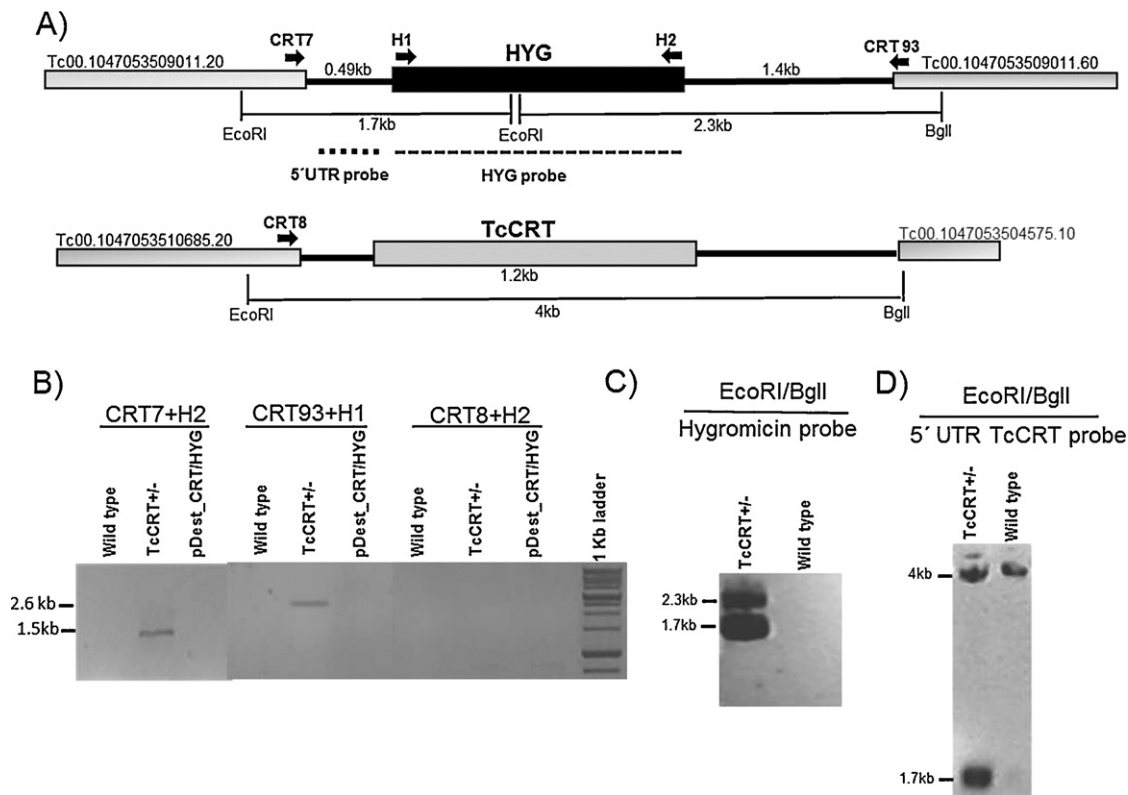 A)
CRT7 H1 HYG H2 CRT93
Tc00.1047053509011.20 0.49kb 1.4kb Tc00.1047053509011.60
1.7kb 2.3kb
EcoRI EcoRI BglI
5´UTR probe HYG probe
CRT8 TcCRT
Tc00.1047053510685.20 Tc00.1047053504575.10
1.2kb
EcoRI 4kb BglI
B)
CRT7+H2 CRT93+H1 CRT8+H2
Wild type
TcCRT+/-
pDest_CRT/HYG
Wild type
TcCRT+/-
pDest_CRT/HYG
Wild type
TcCRT+/-
pDest_CRT/HYG
1 Kb ladder
2.6 kb
1.5kb
C)
EcoRI/BglI
Hygromicin probe
TcCRT+/-
Wild type
2.3kb
1.7kb
D)
EcoRI/BglI
5´ UTR TcCRT probe
TcCRT+/-
Wild type
4kb
1.7kb